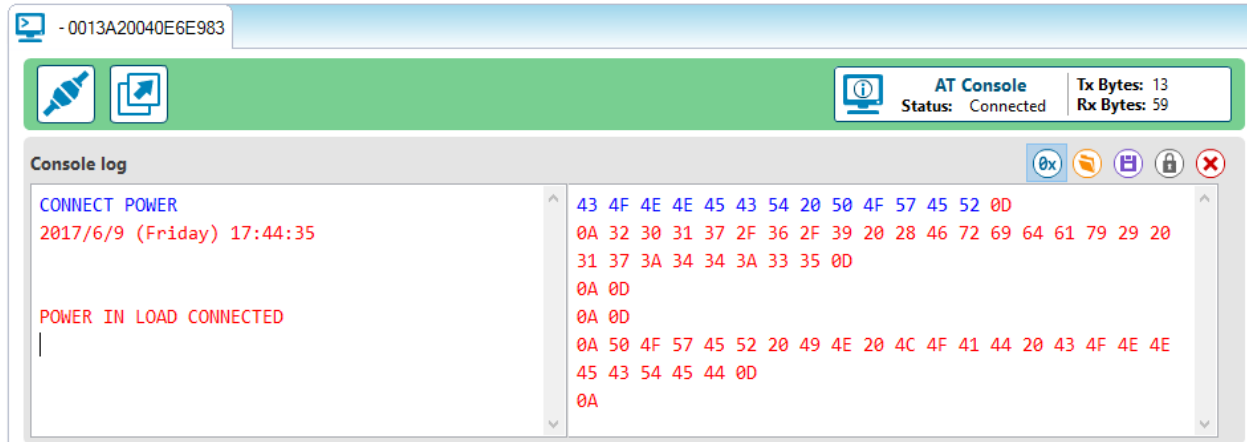 - 0013A20040E6E983
AT Console
Status: Connected
Tx Bytes: 13
Rx Bytes: 59
Console log
0x
CONNECT POWER
2017/6/9 (Friday) 17:44:35
POWER IN LOAD CONNECTED
43 4F 4E 4E 45 43 54 20 50 4F 57 45 52 0D
0A 32 30 31 37 2F 36 2F 39 20 28 46 72 69 64 61 79 29 20
31 37 3A 34 34 3A 33 35 0D
0A 0D
0A 0D
0A 50 4F 57 45 52 20 49 4E 20 4C 4F 41 44 20 43 4F 4E 4E
45 43 54 45 44 0D
0A